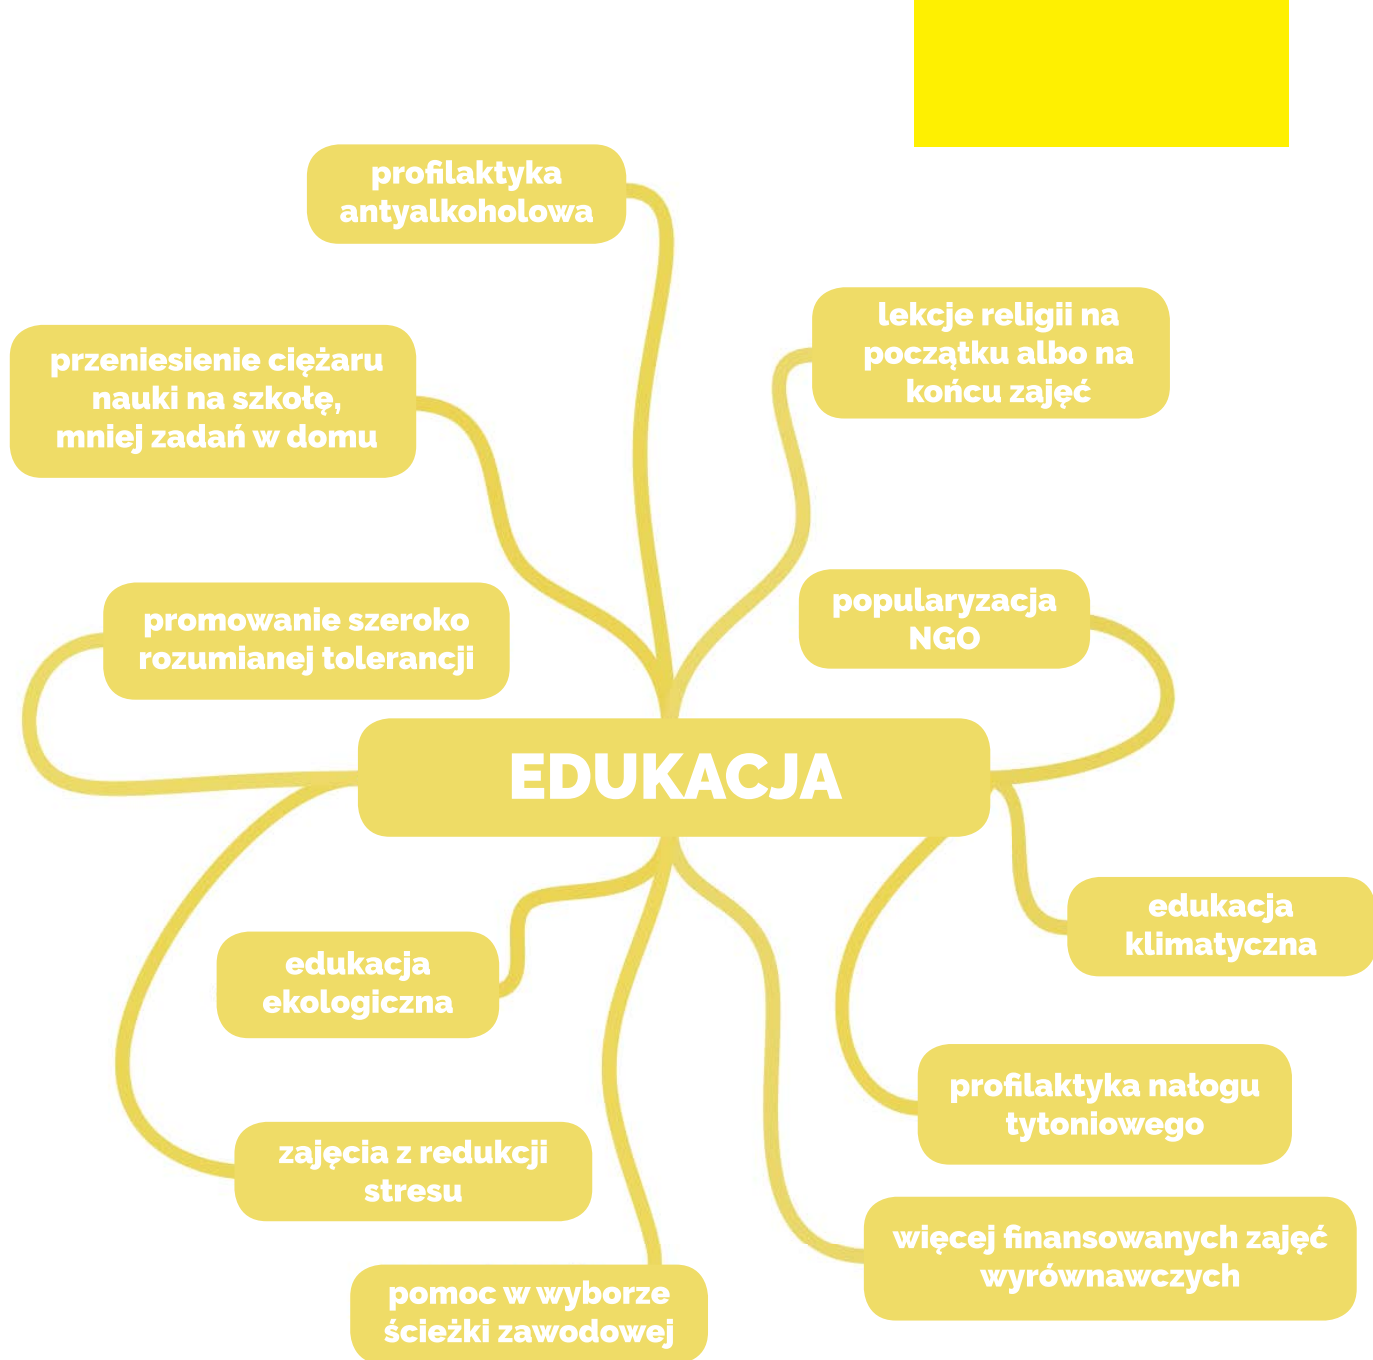 profilaktyka
antyalkoholowa
lekcje religii na
początku albo na
końcu zajęć
przeniesienie ciężaru
nauki na szkołę,
mniej zadań w domu
popularyzacja
NGO
promowanie szeroko
rozumianej tolerancji
EDUKACJA
edukacja
klimatyczna
edukacja
ekologiczna
profilaktyka nałogu
tytoniowego
zajęcia z redukcji
stresu
więcej finansowanych zajęć
wyrównawczych
pomoc w wyborze
ścieżki zawodowej